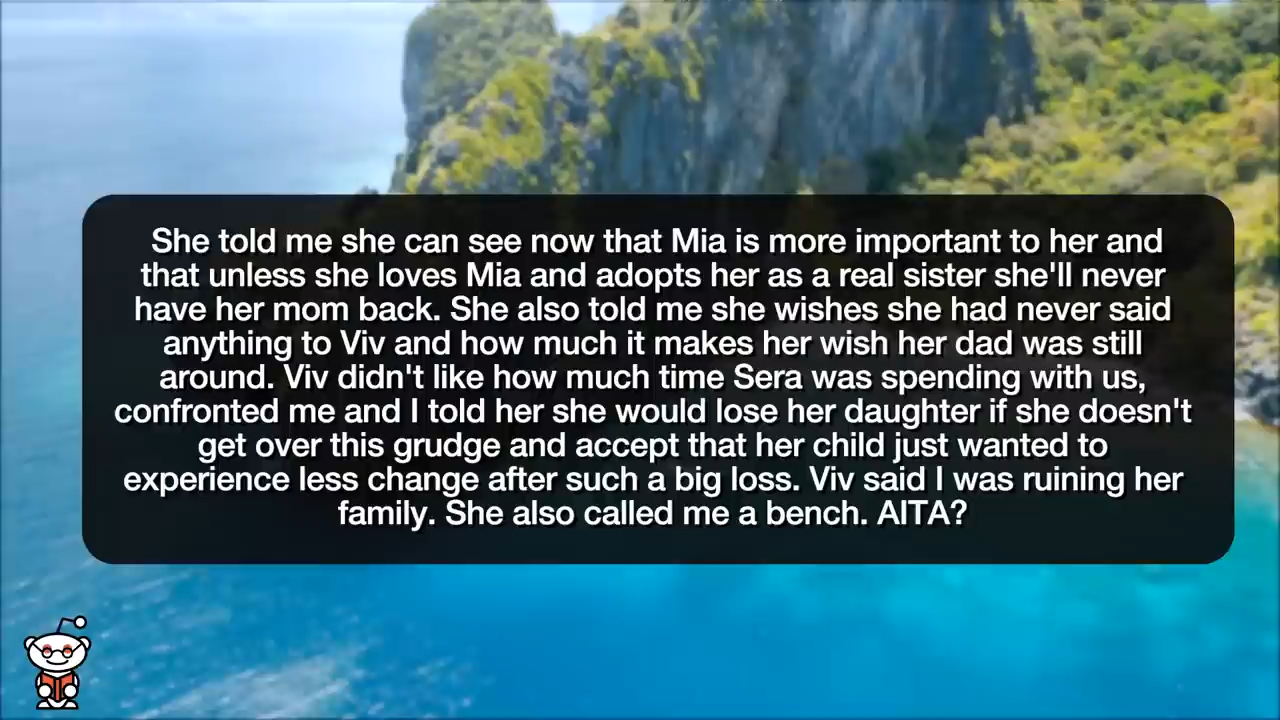 She told me she can see now that Mia is more important to her and
that unless she loves Mia and adopts her as a real sister she'll never
have her mom back. She also told me she wishes she had never said
anything to Viv and how much it makes her wish her dad was still
around. Viv didn't like how much time Sera was spending with us,
confronted me and I told her she would lose her daughter if she doesn't
get over this grudge and accept that her child just wanted to
experience less change after such a big loss. Viv said I was ruining her
family. She also called me a bench. AITA?